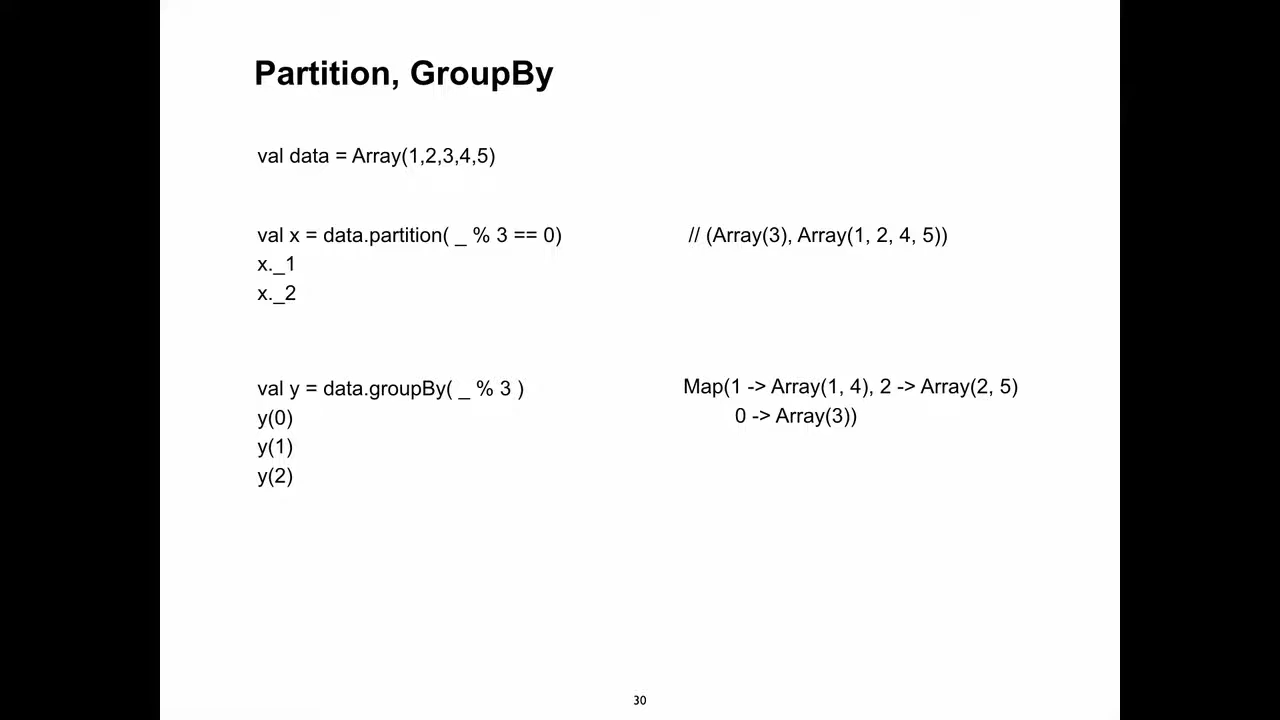 Partition, GroupBy
val data = Array(1,2,3,4,5)
val x = data.partition( _ % 3 == 0)
// (Array(3), Array(1, 2, 4, 5))
x._1
x._2
val y = data.groupBy( _ % 3 )
Map(1 -> Array(1, 4), 2 -> Array(2, 5)
0 -> Array(3))
y(0)
y(1)
y(2)
30